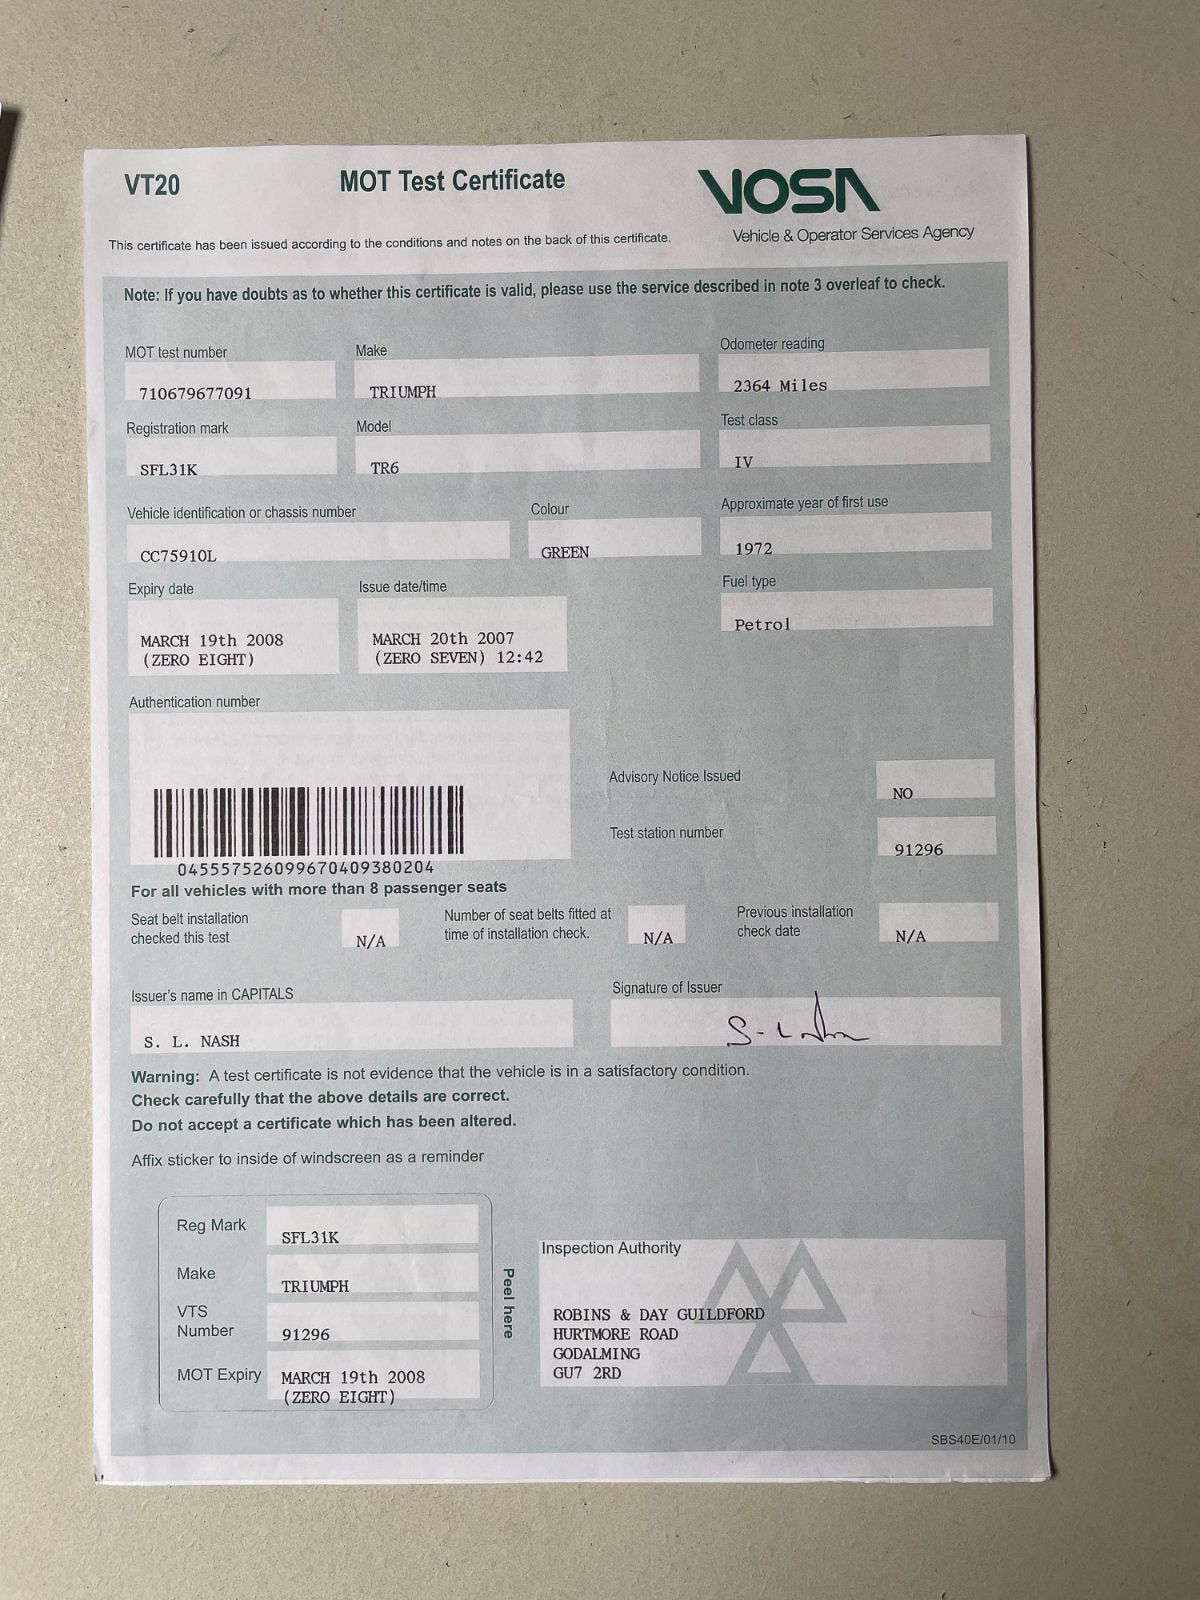 VT20
MOT Test Certificate
VOSA
Vehicle & Operator Services Agency
This certificate has been issued according to the conditions and notes on the back of this certificate.
Note: If you have doubts as to whether this certificate is valid, please use the service described in note 3 overleaf to check.
MOT test number
710679677091
Make
TRIUMPH
Odometer reading
2364 Miles
Registration mark
SFL31K
Model
TR6
Test class
IV
Vehicle identification or chassis number
CC75910L
Colour
GREEN
Approximate year of first use
1972
Expiry date
MARCH 19th 2008
(ZERO EIGHT)
Issue date/time
MARCH 20th 2007
(ZERO SEVEN) 12:42
Fuel type
Petrol
Authentication number
045557526099670409380204
Advisory Notice Issued
NO
Test station number
91296
For all vehicles with more than 8 passenger seats
Seat belt installation
checked this test
N/A
Number of seat belts fitted at
time of installation check.
N/A
Previous installation
check date
N/A
Issuer's name in CAPITALS
S. L. NASH
Signature of Issuer
Warning: A test certificate is not evidence that the vehicle is in a satisfactory condition.
Check carefully that the above details are correct.
Do not accept a certificate which has been altered.
Affix sticker to inside of windscreen as a reminder
Reg Mark
SFL31K
Make
TRIUMPH
VTS
Number
91296
MOT Expiry
MARCH 19th 2008
(ZERO EIGHT)
Peel here
Inspection Authority
ROBINS & DAY GUILDFORD
HURTMORE ROAD
GODALMING
GU7 2RD
SBS40E/01/10